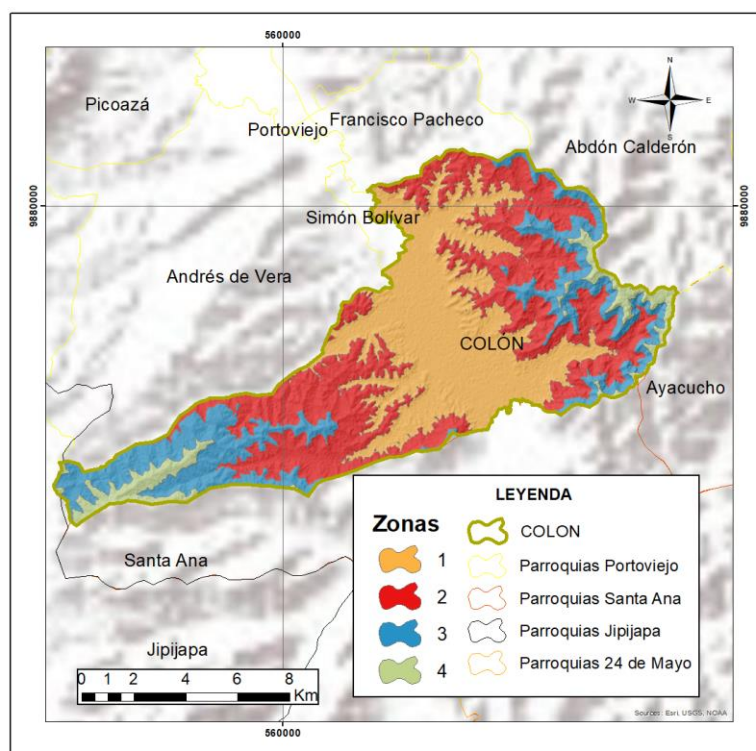 560000
N
W E
S
Picoazá
Francisco Pacheco
Portoviejo
Abdón Calderón
9880000
9880000
Simón Bolívar
Andrés de Vera
COLÓN
Ayacucho
Santa Ana
Jipijapa
LEYENDA
Zonas
1
2
3
4
COLON
Parroquias Portoviejo
Parroquias Santa Ana
Parroquias Jipijapa
Parroquias 24 de Mayo
0 1 2 4 6 8
Km
Sources: Esri, USGS, NOAA
560000